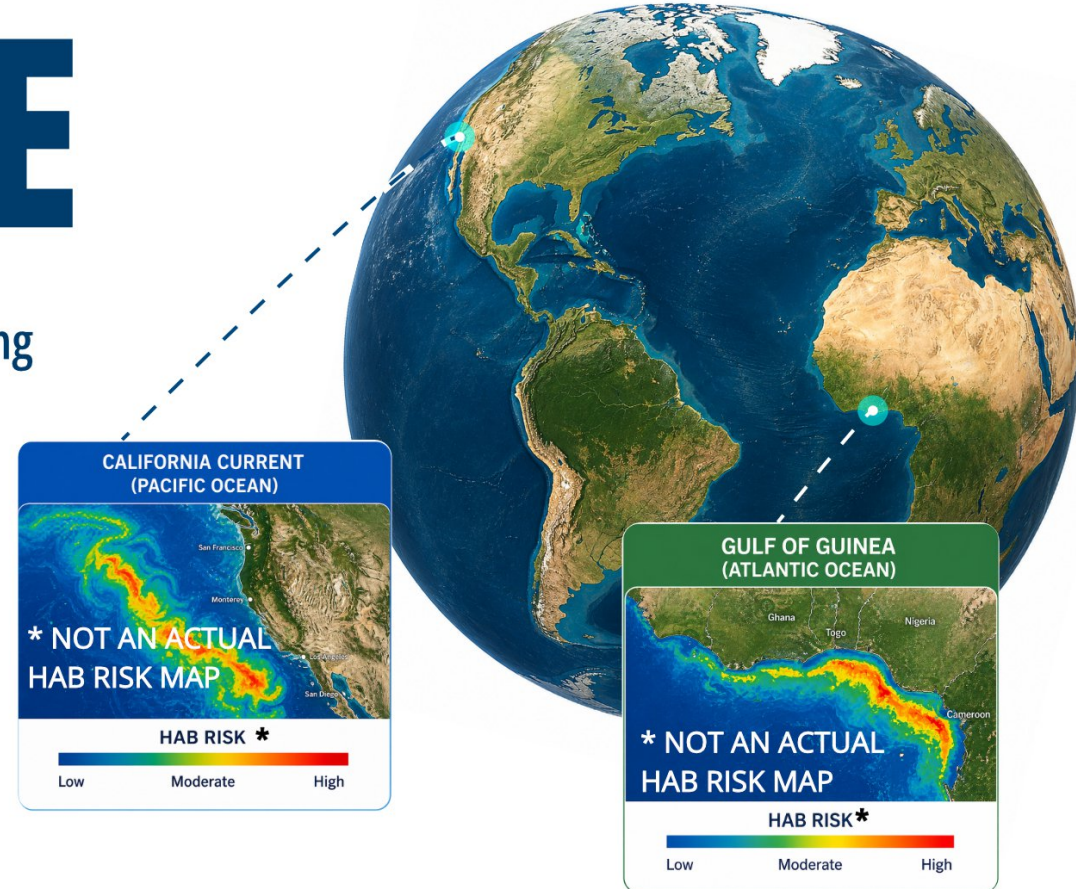 E
ng
CALIFORNIA CURRENT
(PACIFIC OCEAN)
San Francisco
Monterey
Los Angeles
San Diego
* NOT AN ACTUAL
HAB RISK MAP
HAB RISK *
Low Moderate High
GULF OF GUINEA
(ATLANTIC OCEAN)
Ghana
Togo
Nigeria
Cameroon
* NOT AN ACTUAL
HAB RISK MAP
HAB RISK*
Low Moderate High